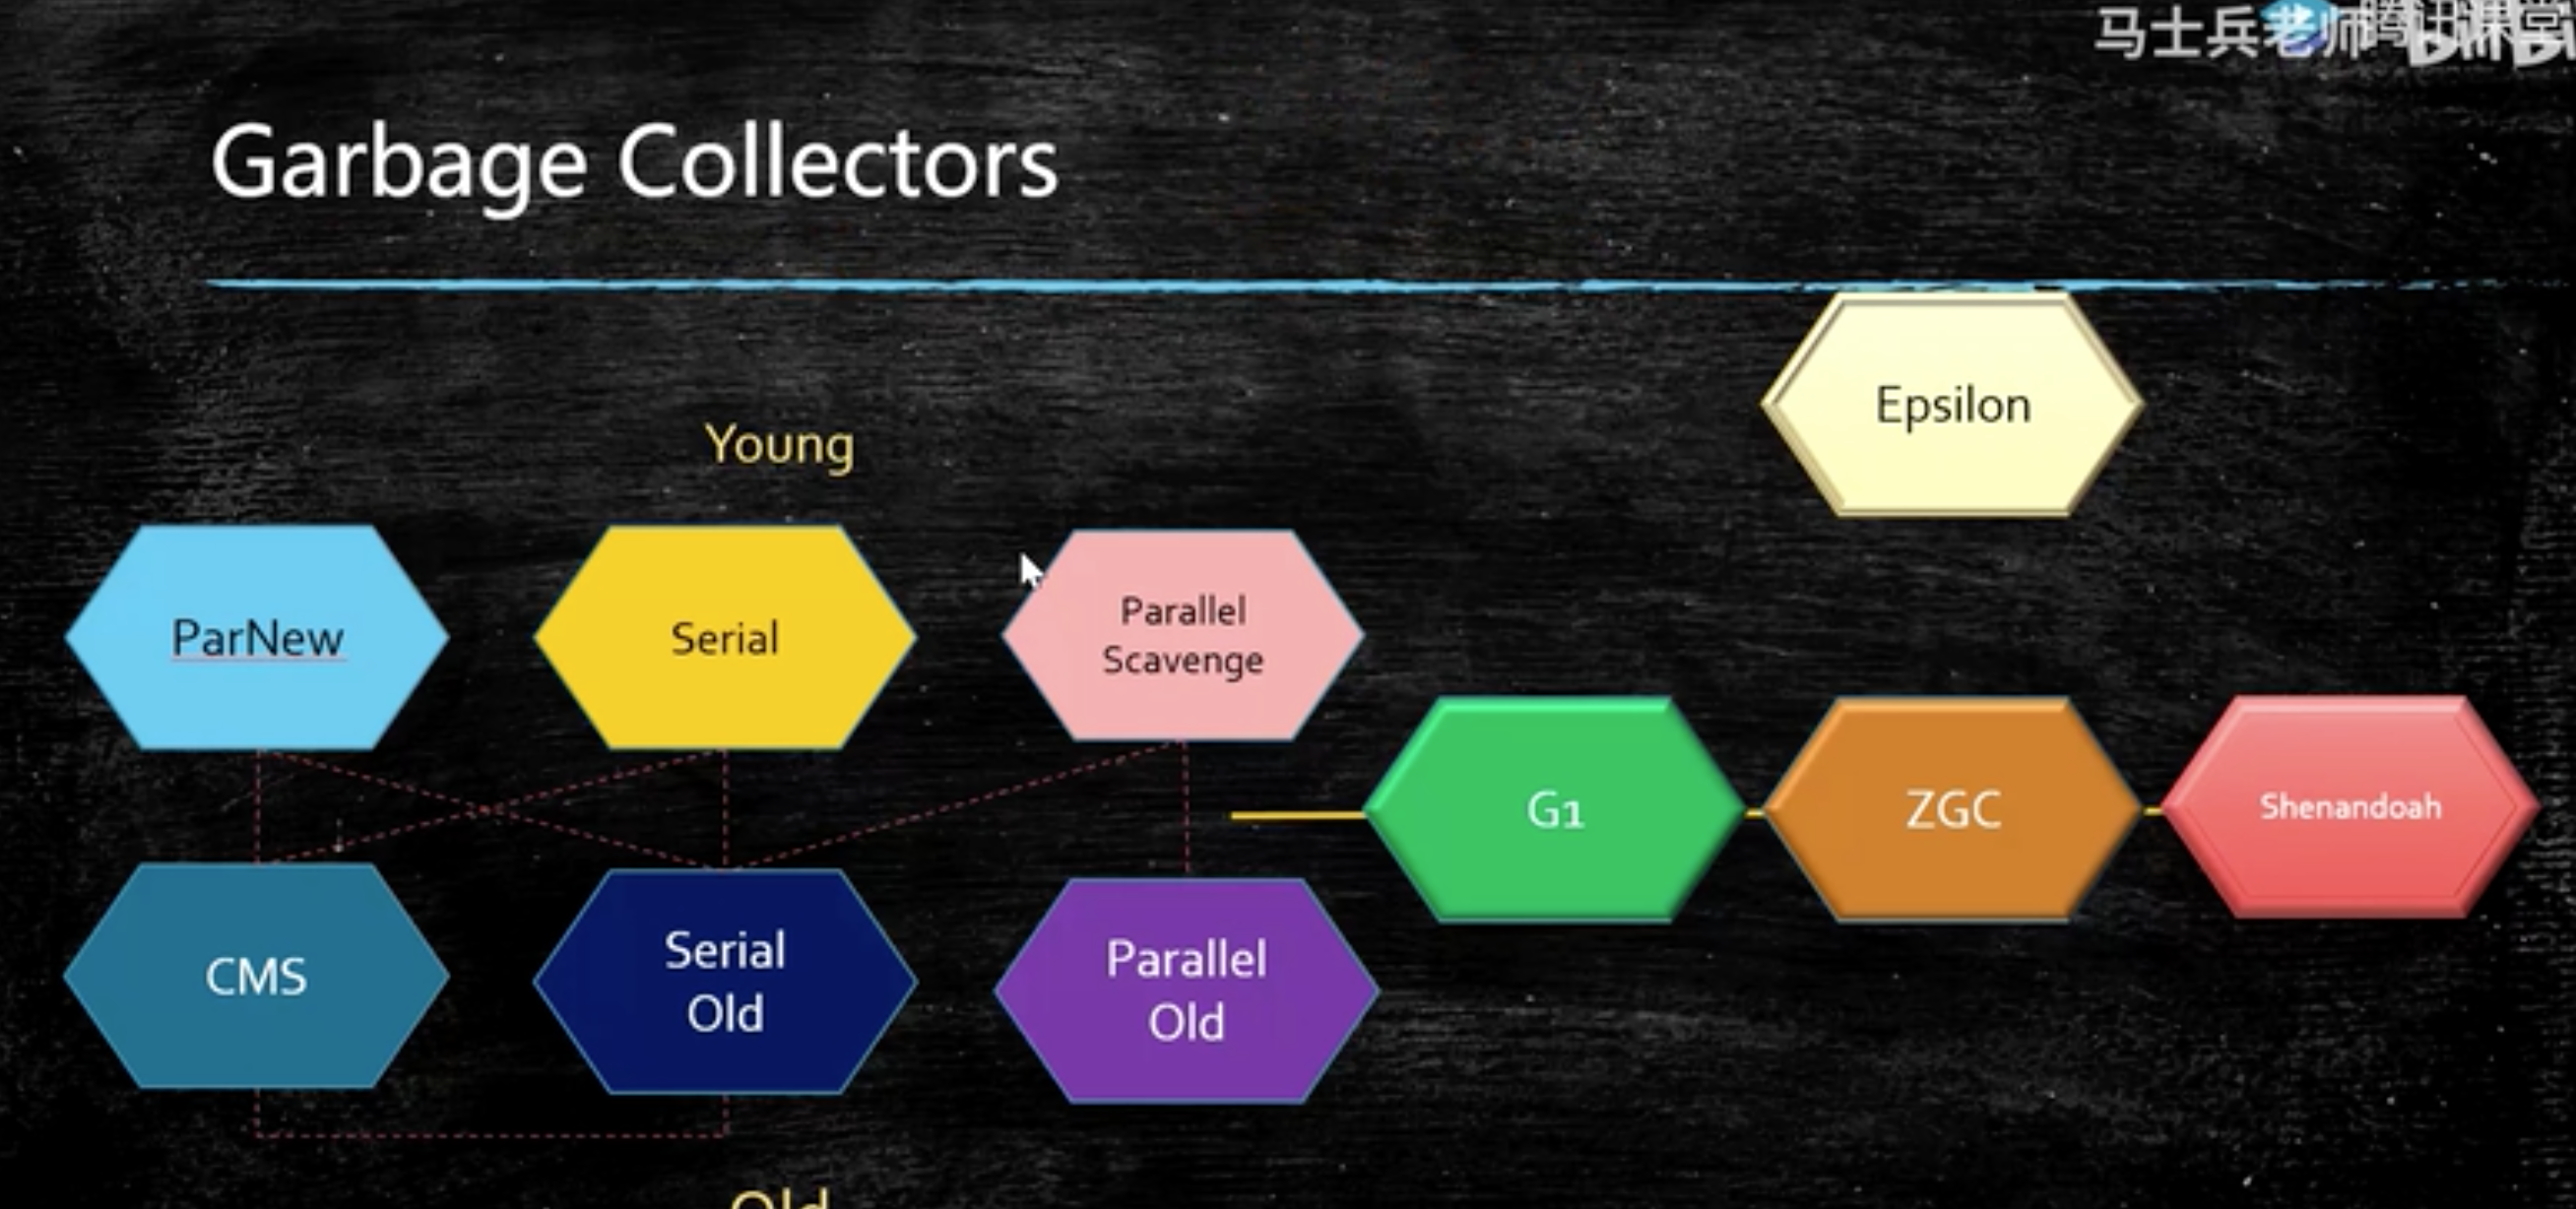 马士兵老师
腾讯课堂
Garbage Collectors
Epsilon
Young
ParNew
Serial
Parallel
Scavenge
G1
ZGC
Shenandoah
CMS
Serial
Old
Parallel
Old
Old